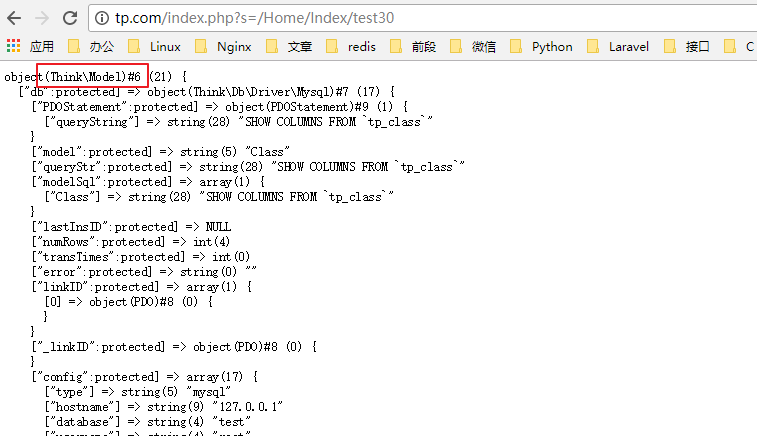 tp.com/index.php?s=/Home/Index/test30
应用 办公 Linux Nginx 文章 redis 前段 微信 Python Laravel 接口 C
object(Think\Model)#6 (21) {
["db":protected] => object(Think\Db\Driver\Mysql)#7 (17) {
["PDOStatement":protected] => object(PDOStatement)#9 (1) {
["queryString"] => string(28) "SHOW COLUMNS FROM `tp_class`"
}
["model":protected] => string(5) "Class"
["queryStr":protected] => string(28) "SHOW COLUMNS FROM `tp_class`"
["modelSql":protected] => array(1) {
["Class"] => string(28) "SHOW COLUMNS FROM `tp_class`"
}
["lastInsID":protected] => NULL
["numRows":protected] => int(4)
["transTimes":protected] => int(0)
["error":protected] => string(0) ""
["linkID":protected] => array(1) {
[0] => object(PDO)#8 (0) {
}
}
["_linkID":protected] => object(PDO)#8 (0) {
}
["config":protected] => array(17) {
["type"] => string(5) "mysql"
["hostname"] => string(9) "127.0.0.1"
["database"] => string(4) "test"